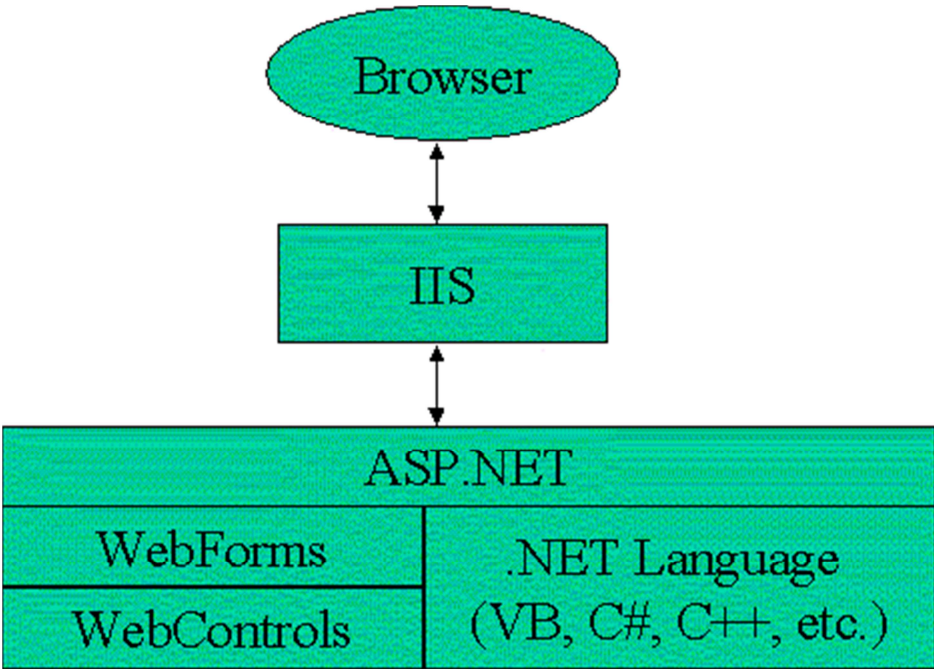 Browser
IIS
ASP.NET
WebForms
WebControls
.NET Language
(VB, C#, C++, etc.)